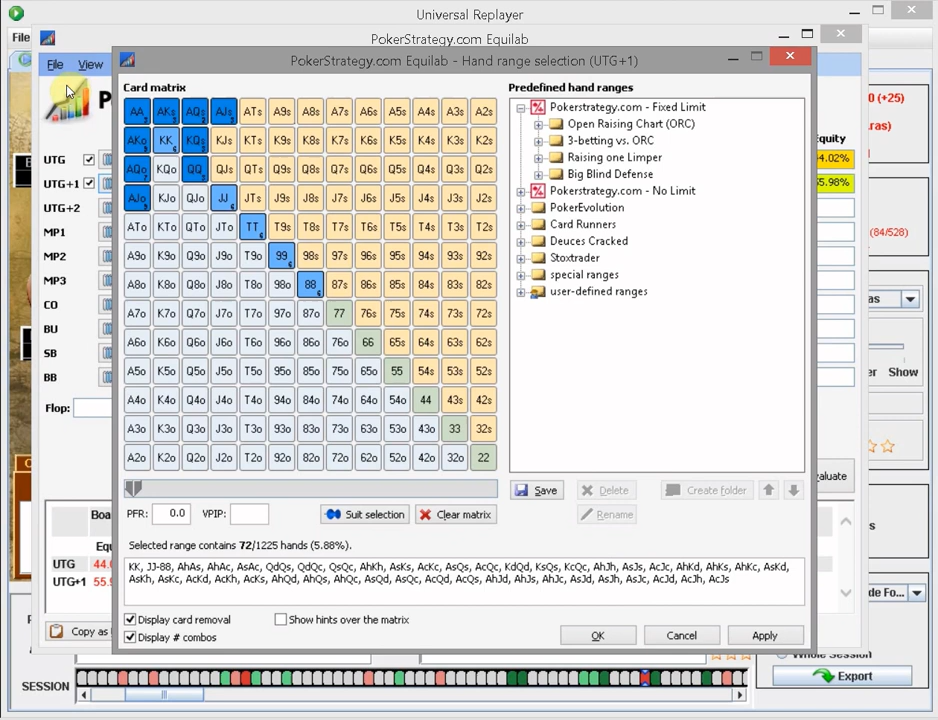 Universal Replayer
File
PokerStrategy.com Equilab
PokerStrategy.com Equilab - Hand range selection (UTG+1)
File View
Card matrix
Predefined hand ranges
AA AKs AQs AJs ATs A9s A8s A7s A6s A5s A4s A3s A2s
AKo KK KQs KJs KTs K9s K8s K7s K6s K5s K4s K3s K2s
AQo KQo QQ QJs QTs Q9s Q8s Q7s Q6s Q5s Q4s Q3s Q2s
AJo KJo QJo JJ JTs J9s J8s J7s J6s J5s J4s J3s J2s
ATo KTo QTo JTo TT T9s T8s T7s T6s T5s T4s T3s T2s
A9o K9o Q9o J9o T9o 99 98s 97s 96s 95s 94s 93s 92s
A8o K8o Q8o J8o T8o 98o 88 87s 86s 85s 84s 83s 82s
A7o K7o Q7o J7o T7o 97o 87o 77 76s 75s 74s 73s 72s
A6o K6o Q6o J6o T6o 96o 86o 76o 66 65s 64s 63s 62s
A5o K5o Q5o J5o T5o 95o 85o 75o 65o 55 54s 53s 52s
A4o K4o Q4o J4o T4o 94o 84o 74o 64o 54o 44 43s 42s
A3o K3o Q3o J3o T3o 93o 83o 73o 63o 53o 43o 33 32s
A2o K2o Q2o J2o T2o 92o 82o 72o 62o 52o 42o 32o 22
Pokerstrategy.com - Fixed Limit
Open Raising Chart (ORC)
3-betting vs. ORC
Raising one Limper
Big Blind Defense
Pokerstrategy.com - No Limit
PokerEvolution
Card Runners
Deuces Cracked
Stoxtrader
special ranges
user-defined ranges
UTG
UTG+1
UTG+2
MP1
MP2
MP3
CO
BU
SB
BB
Flop:
0 (+25)
Equity
(84/528)
Show
Save
Delete
Create folder
Rename
PFR: 0.0 VPIP:
Suit selection
Clear matrix
Selected range contains 72/1225 hands (5.88%).
KK, JJ-88, AhAs, AhAc, AsAc, QdQs, QdQc, QsQc, AhKh, AsKs, AcKc, AsQs, AcQc, KdQd, KsQs, KcQc, AhJh, AsJs, AcJc, AhKd, AhKs, AhKc, AsKd,
AsKh, AsKc, AcKd, AcKh, AcKs, AhQd, AhQs, AhQc, AsQd, AsQc, AcQd, AcQs, AhJd, AhJs, AhJc, AsJd, AsJh, AsJc, AcJd, AcJh, AcJs
Display card removal
Show hints over the matrix
Display # combos
OK
Cancel
Apply
UTG 44.
UTG+1 55.
Copy as
Whole Session
SESSION
Export